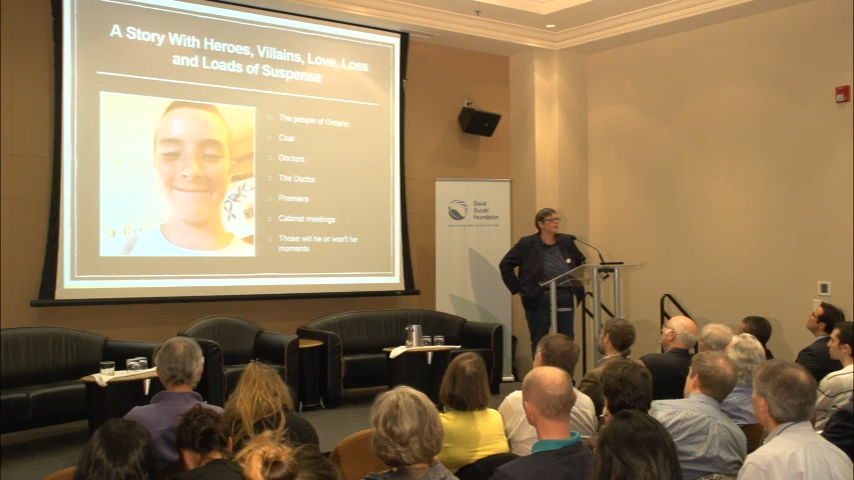 A Story With Heroes, Villains, Love, Loss
and Loads of Suspense
The people of Ontario
Coal
Doctors
The Doctor
Premiers
Cabinet meetings
Those will he or won't he
moments
David
Suzuki
Foundation